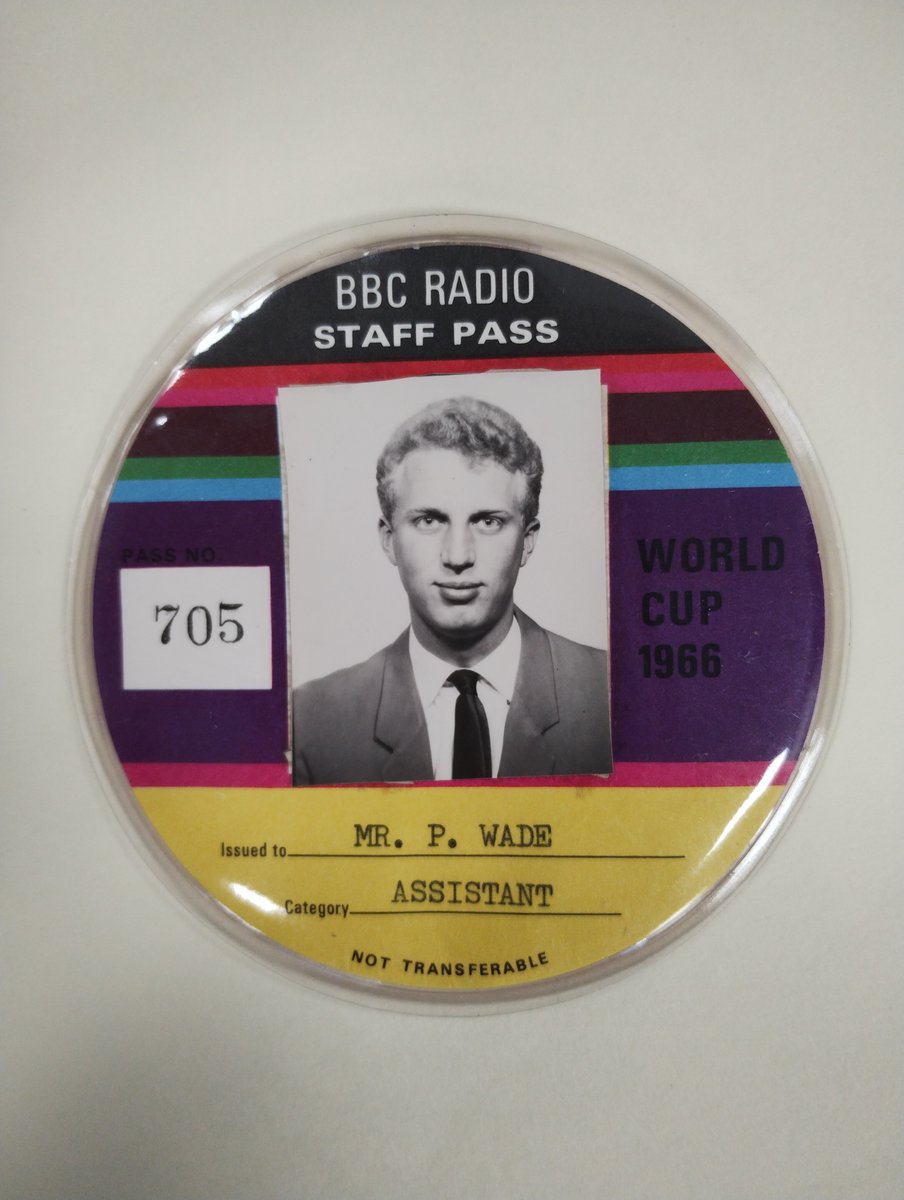 BBC RADIO
STAFF PASS
PASS NO.
705
WORLD
CUP
1966
Issued to MR. P. WADE
Category ASSISTANT
NOT TRANSFERABLE